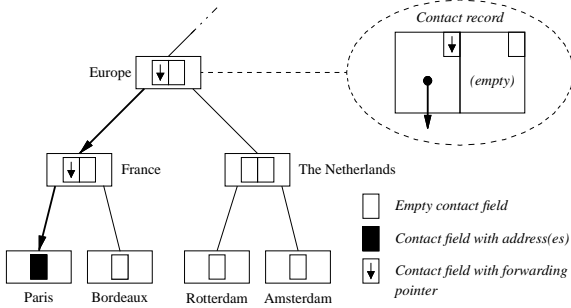 Contact record
(empty)
Europe
France
The Netherlands
Empty contact field
Contact field with address(es)
Contact field with forwarding
pointer
Paris
Bordeaux
Rotterdam
Amsterdam